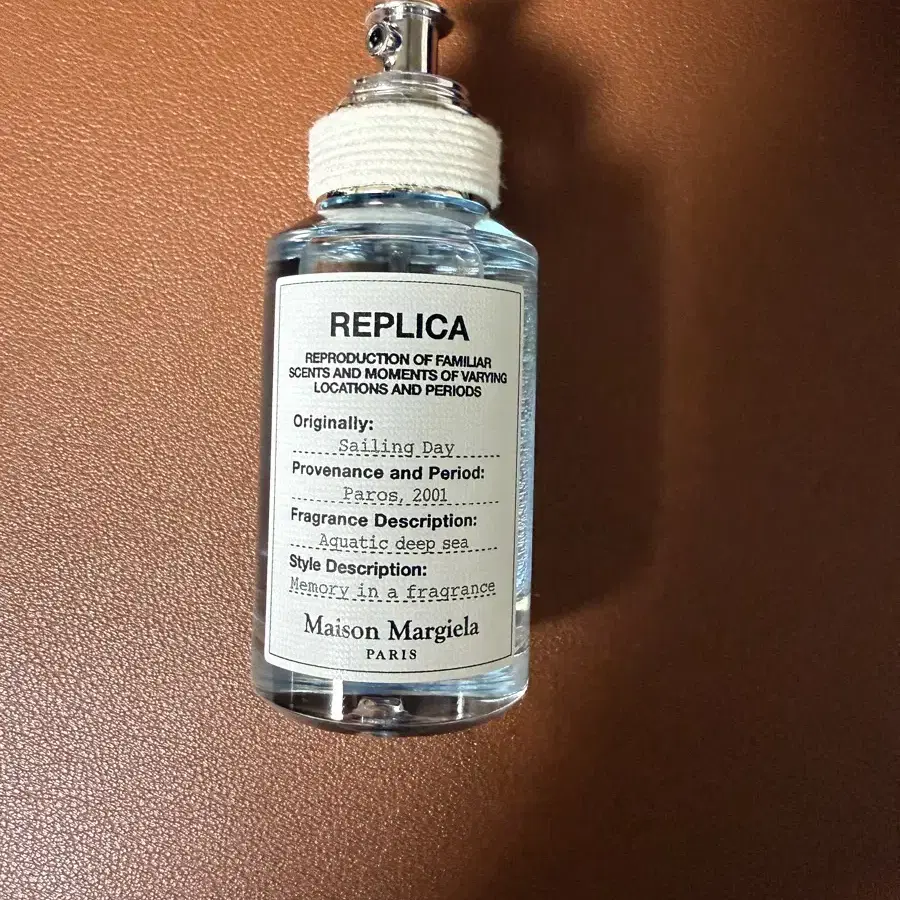 REPLICA
REPRODUCTION OF FAMILIAR
SCENTS AND MOMENTS OF VARYING
LOCATIONS AND PERIODS
Originally:
Sailing Day
Provenance and Period:
Paros, 2001
Fragrance Description:
Aquatic deep sea
Style Description:
Memory in a fragrance
Maison Margiela
PARIS